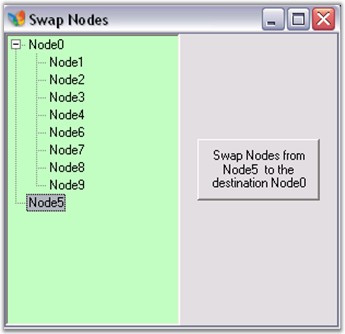 Swap Nodes
Node0
Node1
Node2
Node3
Node4
Node6
Node7
Node8
Node9
Node5
Swap Nodes from
Node5 to the
destination Node0